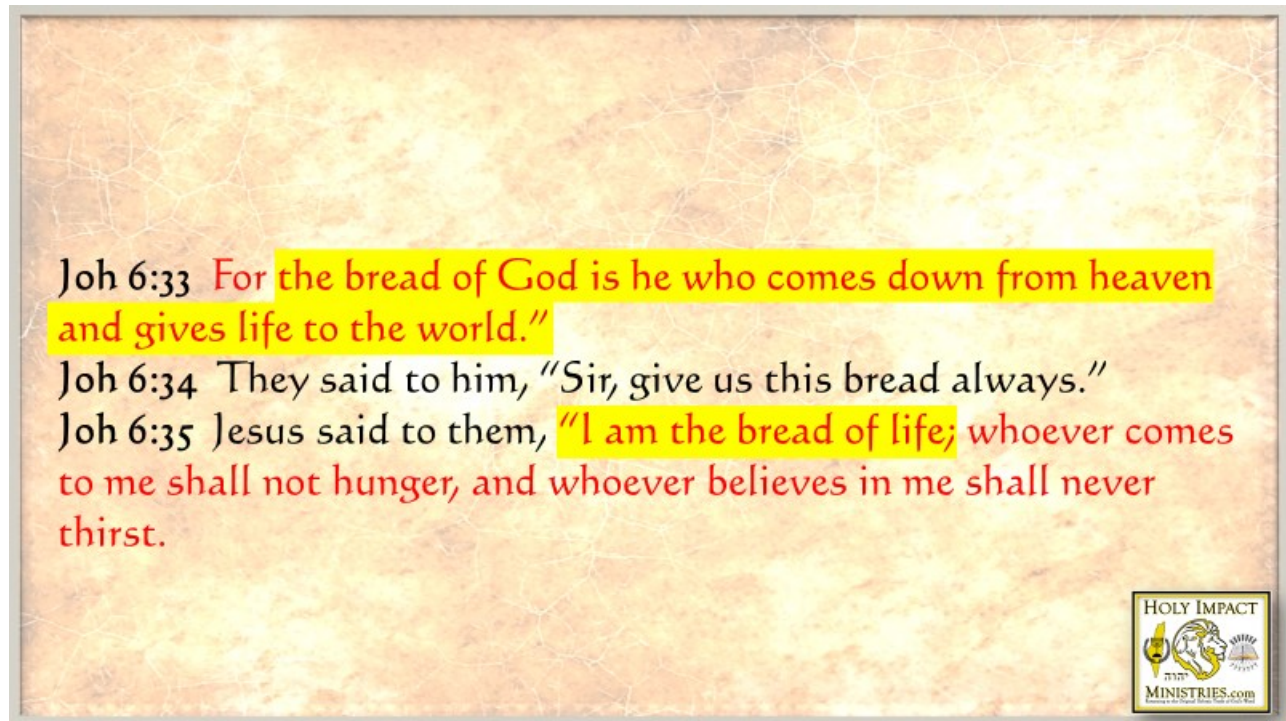 Joh 6:33 For the bread of God is he who comes down from heaven
and gives life to the world.”
Joh 6:34 They said to him, “Sir, give us this bread always.”
Joh 6:35 Jesus said to them, “I am the bread of life; whoever comes
to me shall not hunger, and whoever believes in me shall never
thirst.
HOLY IMPACT
יהוה
MINISTRIES.com